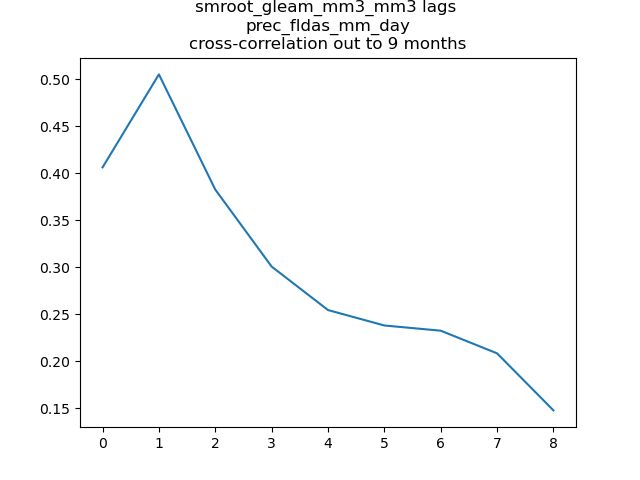 smroot_gleam_mm3_mm3 lags
prec_fldas_mm_day
cross-correlation out to 9 months
0.50
0.45
0.40
0.35
0.30
0.25
0.20
0.15
0 1 2 3 4 5 6 7 8